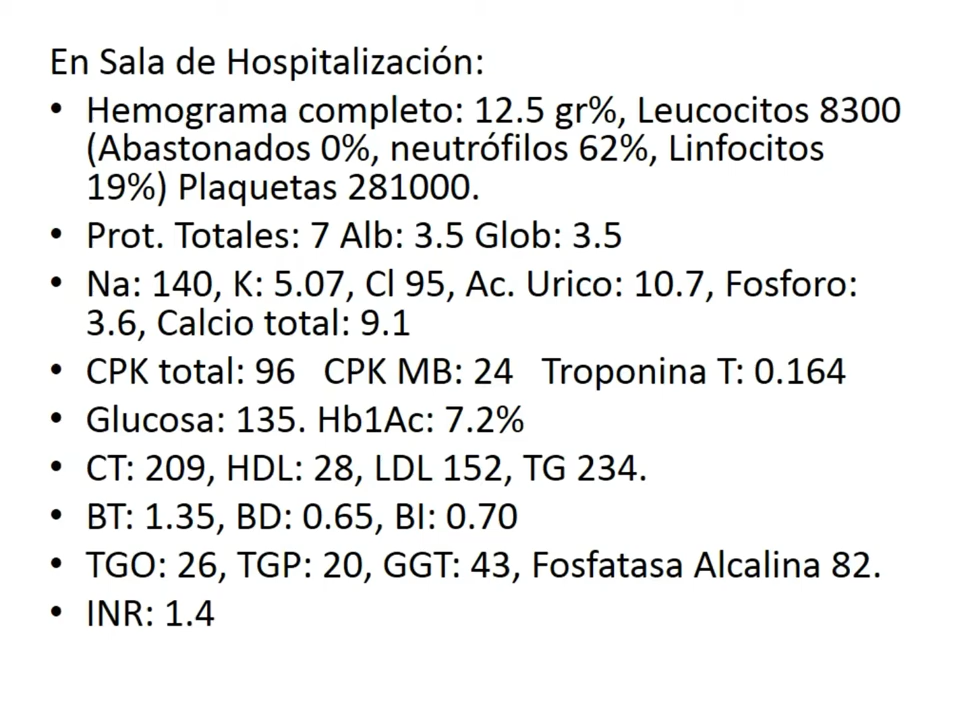 En Sala de Hospitalización:
• Hemograma completo: 12.5 gr%, Leucocitos 8300
(Abastonados 0%, neutrófilos 62%, Linfocitos
19%) Plaquetas 281000.
• Prot. Totales: 7 Alb: 3.5 Glob: 3.5
• Na: 140, K: 5.07, Cl 95, Ac. Urico: 10.7, Fosforo:
3.6, Calcio total: 9.1
• CPK total: 96 CPK MB: 24 Troponina T: 0.164
• Glucosa: 135. Hb1Ac: 7.2%
• CT: 209, HDL: 28, LDL 152, TG 234.
• BT: 1.35, BD: 0.65, BI: 0.70
• TGO: 26, TGP: 20, GGT: 43, Fosfatasa Alcalina 82.
• INR: 1.4